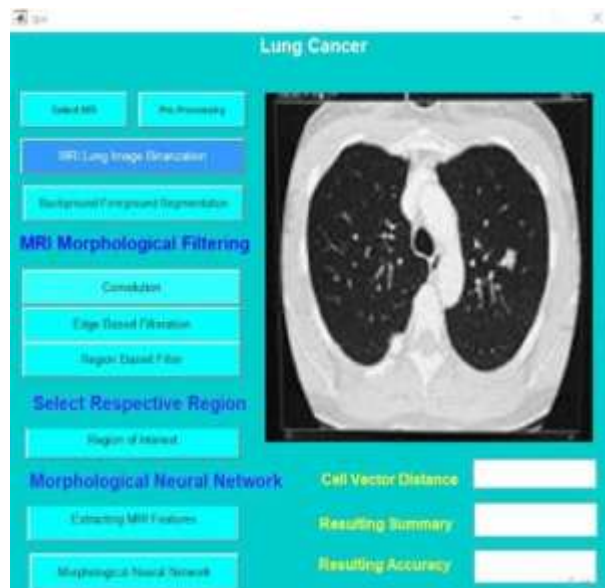 Lung Cancer
Select MRI
Pre-Processing
MRI Lung Image Binarization
Background Foreground Segmentation
MRI Morphological Filtering
Convolution
Edge Based Filteration
Region Based Filter
Select Respective Region
Region of Interest
Morphological Neural Network
Cell Vector Distance
Extracting MRI Features
Resulting Summary
Morphological Neural Network
Resulting Accuracy